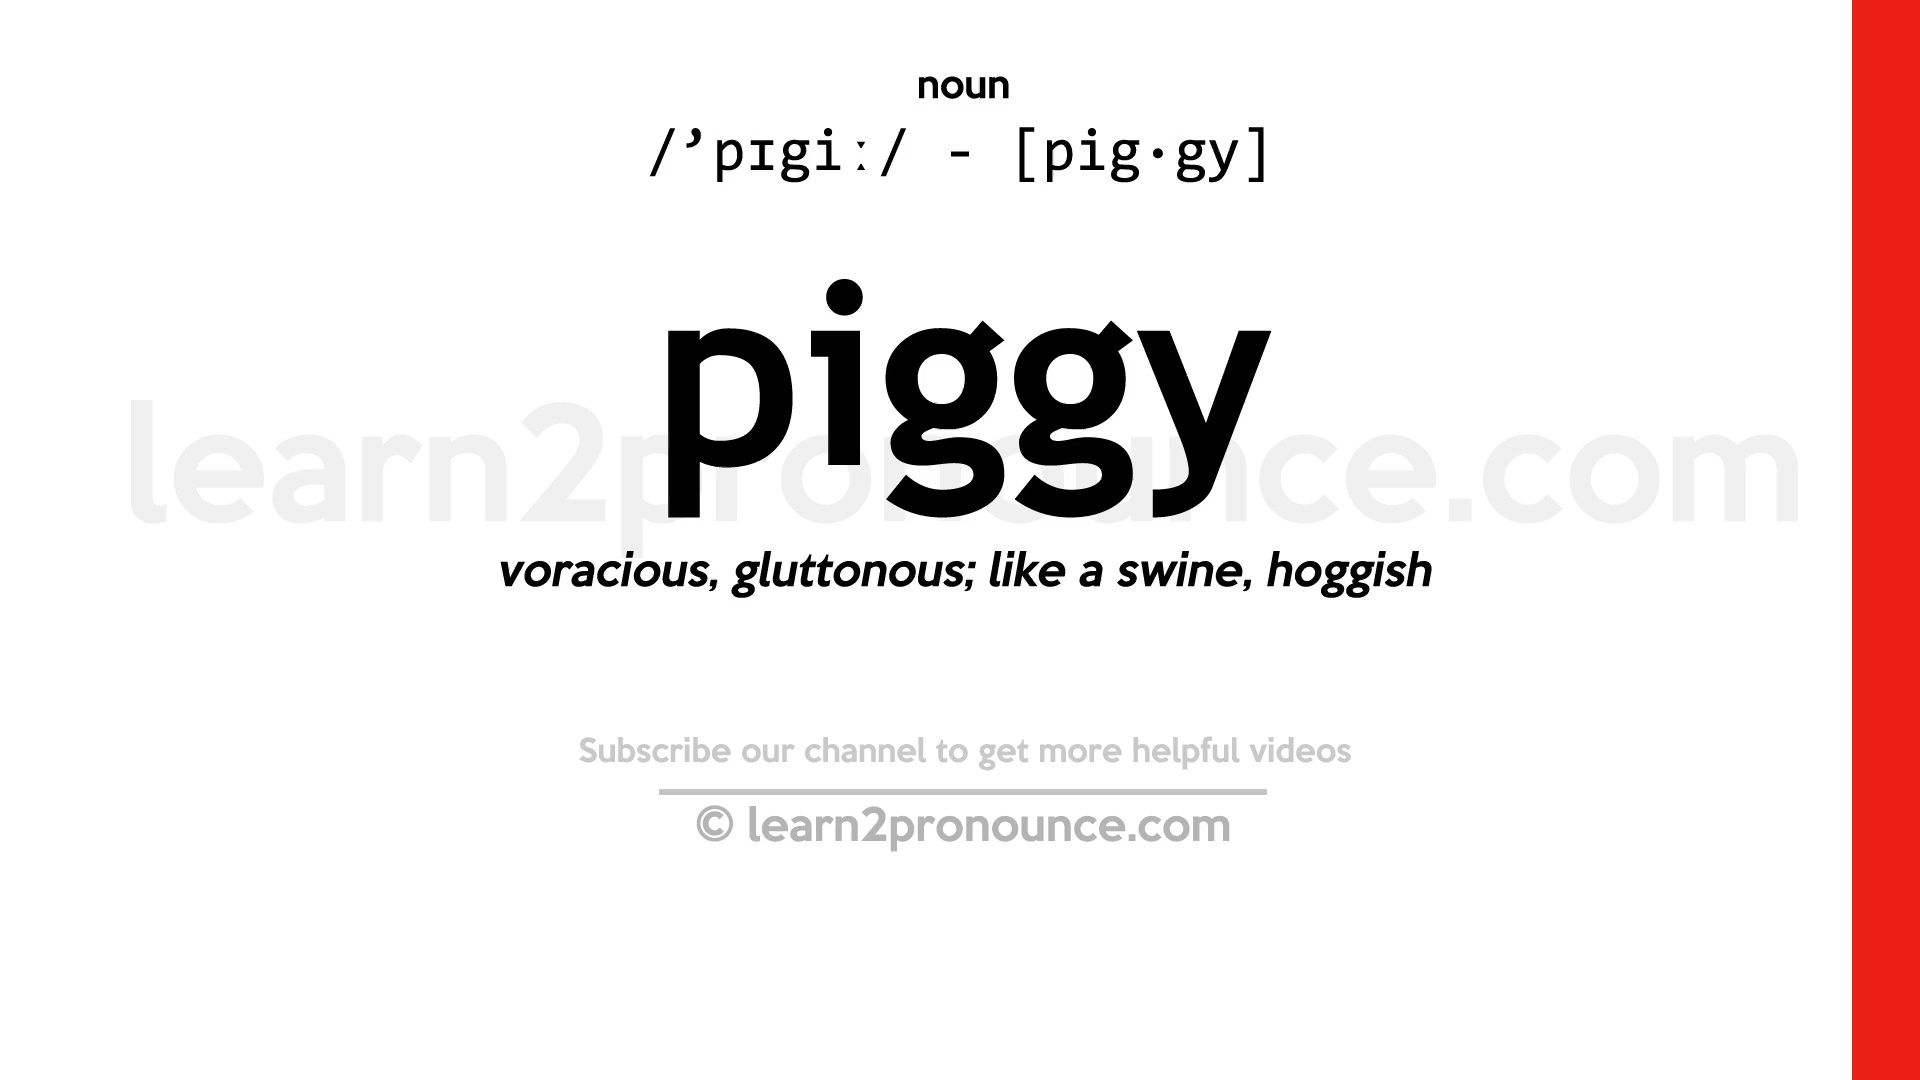 noun
/’pɪgiː/ - [pig·gy]
piggy
learn2pronounce.com
voracious, gluttonous; like a swine, hoggish
Subscribe our channel to get more helpful videos
© learn2pronounce.com